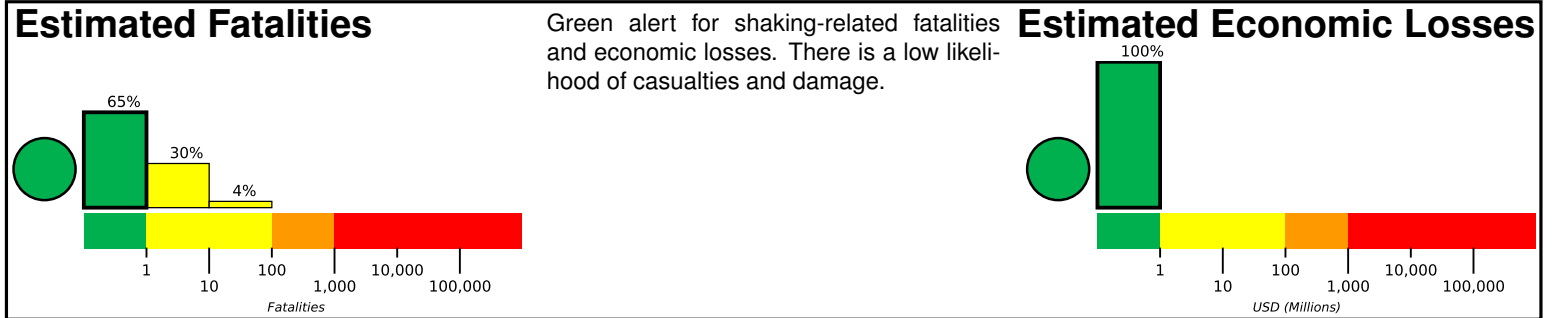 Estimated Fatalities
65%
30%
4%
1
10
100
1,000
10,000
100,000
Fatalities
Green alert for shaking-related fatalities
and economic losses. There is a low likeli-
hood of casualties and damage.
Estimated Economic Losses
100%
1
10
100
1,000
10,000
100,000
USD (Millions)